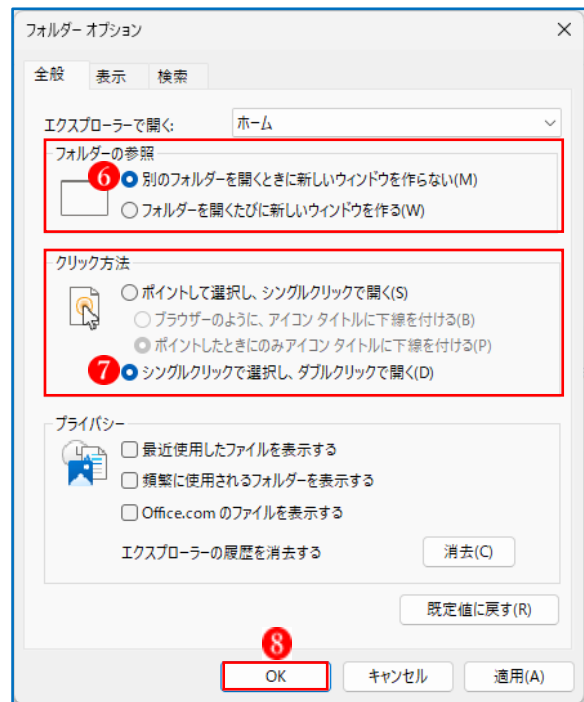 フォルダー オプション
全般 表示 検索
エクスプローラーで開く: ホーム
フォルダーの参照
6 別のフォルダーを開くときに新しいウィンドウを作らない(M)
フォルダーを開くたびに新しいウィンドウを作る(W)
クリック方法
ポイントして選択し、シングルクリックで開く(S)
ブラウザーのように、アイコン タイトルに下線を付ける(B)
ポイントしたときにのみアイコン タイトルに下線を付ける(P)
7 シングルクリックで選択し、ダブルクリックで開く(D)
プライバシー
最近使用したファイルを表示する
頻繁に使用されるフォルダーを表示する
Office.com のファイルを表示する
エクスプローラーの履歴を消去する 消去(C)
既定値に戻す(R)
8
OK キャンセル 適用(A)